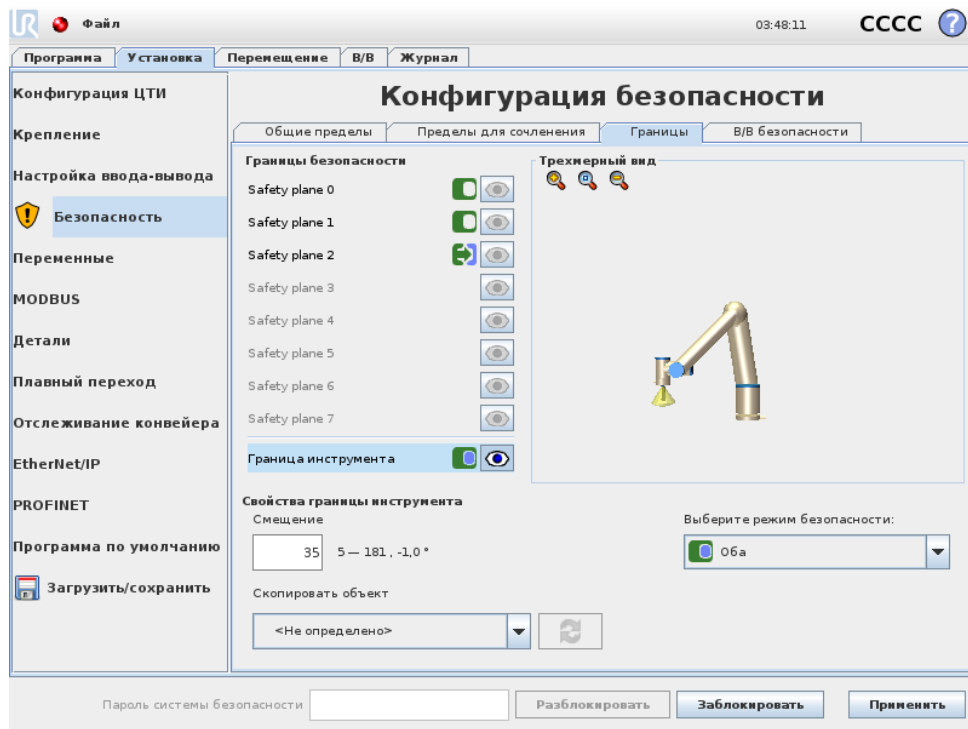 UR Файл 03:48:11 CCCC ?
Программа Установка Перемещение В/В Журнал
Конфигурация ЦТИ
Крепление
Настройка ввода-вывода
Безопасность
Переменные
MODBUS
Детали
Плавный переход
Отслеживание конвейера
EtherNet/IP
PROFINET
Программа по умолчанию
Загрузить/сохранить
Конфигурация безопасности
Общие пределы Пределы для сочленения Границы В/В безопасности
Границы безопасности
Safety plane 0
Safety plane 1
Safety plane 2
Safety plane 3
Safety plane 4
Safety plane 5
Safety plane 6
Safety plane 7
Граница инструмента
Трехмерный вид
Свойства границы инструмента
Смещение
35 5 — 181 , -1,0 °
Скопировать объект
<Не определено>
Выберите режим безопасности:
Оба
Пароль системы безопасности Разблокировать Заблокировать Применить